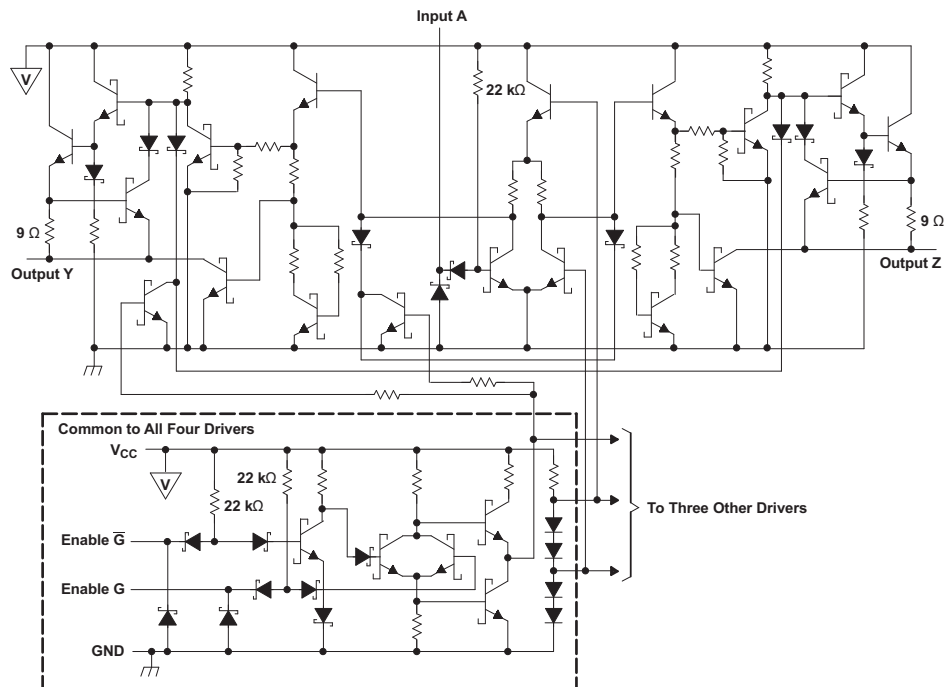 Input A
V
22 kΩ
9 Ω
9 Ω
Output Y
Output Z
Common to All Four Drivers
VCC
V
22 kΩ
22 kΩ
To Three Other Drivers
Enable G̅
Enable G
GND